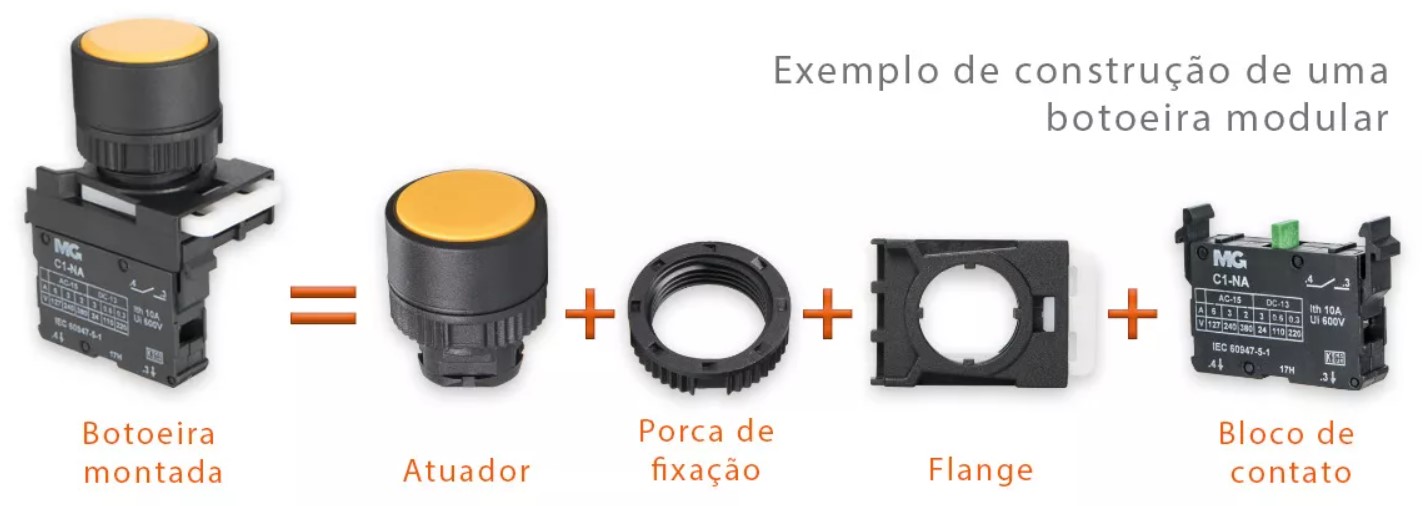 Exemplo de construção de uma
botoeira modular
MG
C1-NA
AC-15 DC-13
A 6 3 2 3 0.6 0.3
V 127 240 380 24 110 220
.4 .3
Ith 10A
Ui 600V
IEC 60947-5-1
.4
17H
.3
MG
C1-NA
AC-15 DC-13
A 6 3 2 3 0.6 0.3
V 127 240 380 24 110 220
.4 .3
Ith 10A
Ui 600V
IEC 60947-5-1
.4
17H
.3
=
+
+
+
Botoeira
montada
Atuador
Porca de
fixação
Flange
Bloco de
contato